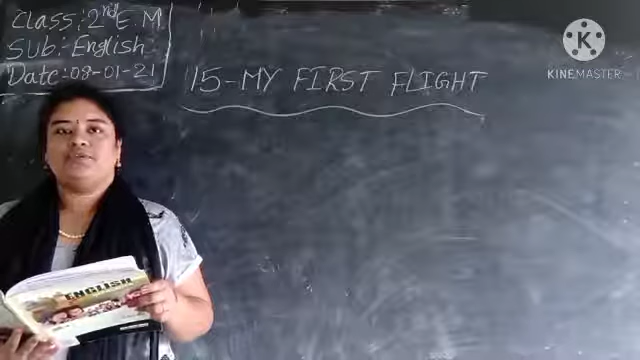 Class:- 2nd E.M
Sub:- English
Date:08-01-21
15-MY FIRST FLIGHT
K
KINEMASTER
ENGLISH